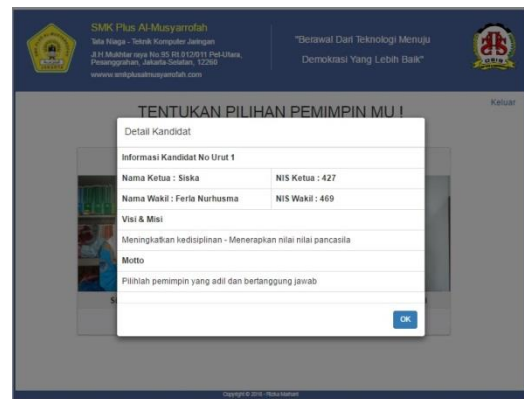 SMK Plus Al-Musyarrofah
Tata Niaga - Teknik Komputer Jaringan
Jl.H.Mukhtar raya No.95 Rt.012/011 Pet-Utara,
Pesanggrahan, Jakarta-Selatan, 12260
"Berawal Dari Teknologi Menuju
Demokrasi Yang Lebih Baik"
OSIS
Keluar
TENTUKAN PILIHAN PEMIMPIN MU !
Detail Kandidat
Informasi Kandidat No Urut 1
Nama Ketua : Siska NIS Ketua : 427
Nama Wakil : Ferla Nurhusma NIS Wakil : 469
Visi & Misi
Meningkatkan kedisiplinan - Menerapkan nilai nilai pancasila
Motto
Pilihlah pemimpin yang adil dan bertanggung jawab
OK